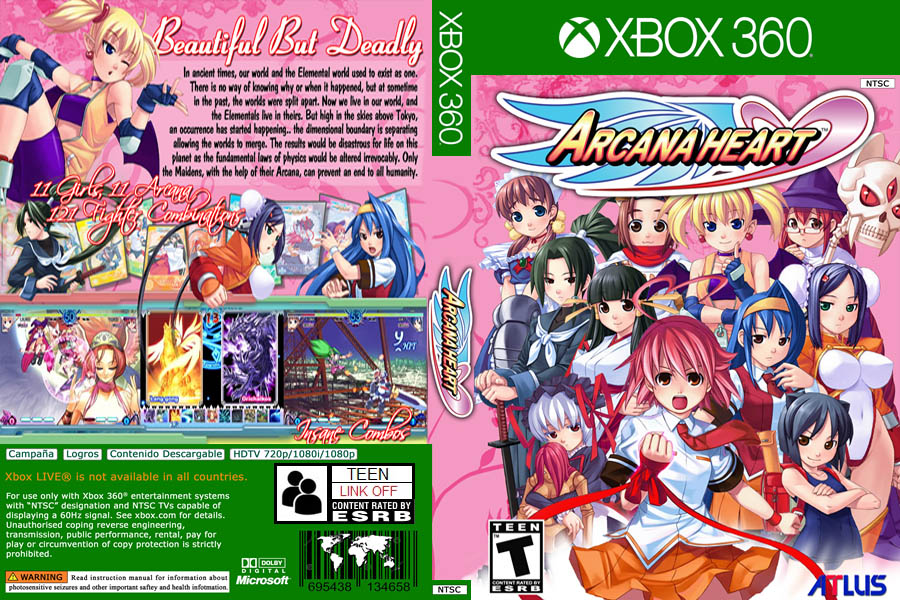 Beautiful But Deadly
In ancient times, our world and the Elemental world used to exist as one.
There is no way of knowing why or when it happened, but at sometime
in the past, the worlds were split apart. Now we live in our world, and
the Elementals live in theirs. But high in the skies above Tokyo,
an occurrence has started happening.. the dimensional boundary is separating
allowing the worlds to merge. The results would be disastrous for life on this
planet as the fundamental laws of physics would be altered irrevocably. Only
the Maidens, with the help of their Arcana, can prevent an end to all humanity.
11 Girls, 11 Arcana
121 Fighter Combinations
Insane Combos
Campaña Logros Contenido Descargable HDTV 720p/1080i/1080p
Xbox LIVE® is not available in all countries.
For use only with Xbox 360® entertainment systems
with "NTSC" designation and NTSC TVs capable of
displaying a 60Hz signal. See xbox.com for details.
Unauthorised coping reverse engineering,
transmission, public performance, rental, pay for
play or circumvention of copy protection is strictly
prohibited.
WARNING Read instruction manual for information about
photosensitive seizures and other important saftey and health infotmation.
DOLBY
DIGITAL
Microsoft®
TEEN
LINK OFF
CONTENT RATED BY
ESRB
695438 134658
XBOX 360.
ARCANA HEART
NTSC
XBOX 360®
NTSC
ARCANA HEART™
TEEN
T
CONTENT RATED BY
ESRB
ATLUS